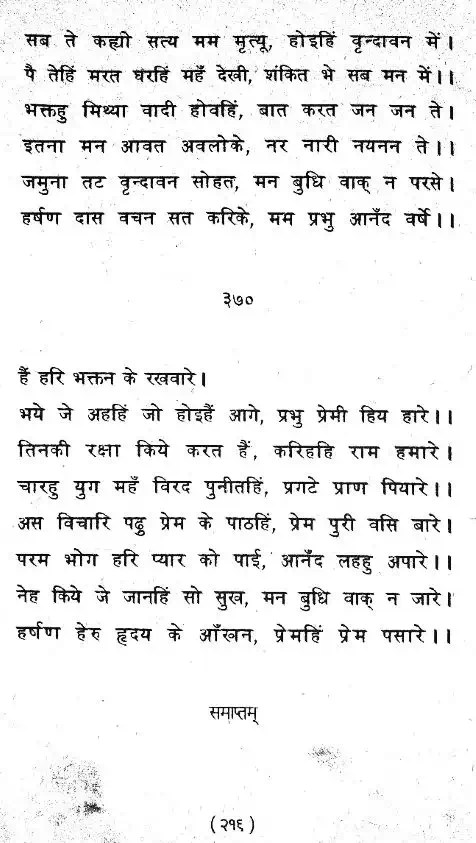 सब ते कह्यो सत्य मम मृत्यू, होइहिं वृन्दावन में।
पै तेहिं मरत घरहिं महँ देखी, शंकित भे सब मन में।।
भक्तहु मिथ्या वादी होवहिं, बात करत जन जन ते।
इतना मन आवत अवलोके, नर नारी नयनन ते।।
जमुना तट वृन्दावन सोहत, मन बुधि वाक् न परसे।
हर्षण दास वचन सत करिके, मम प्रभु आनँद वर्षे।।
३७०
हैं हरि भक्तन के रखवारे।
भये जे अहहिं जो होइहैं आगे, प्रभु प्रेमी हिय हारे।।
तिनकी रक्षा किये करत हैं, करिहहि राम हमारे।
चारहु युग महँ विरद पुनीतहिं, प्रगटे प्राण पियारे।।
अस विचारि पढ़ु प्रेम के पाठहिं, प्रेम पुरी वसि बारे।
परम भोग हरि प्यार को पाई, आनँद लहहु अपारे।।
नेह किये जे जानहिं सो सुख, मन बुधि वाक् न जारे।
हर्षण हेरु हृदय के आँखन, प्रेमहिं प्रेम पसारे।।
समाप्तम्
(२१६)